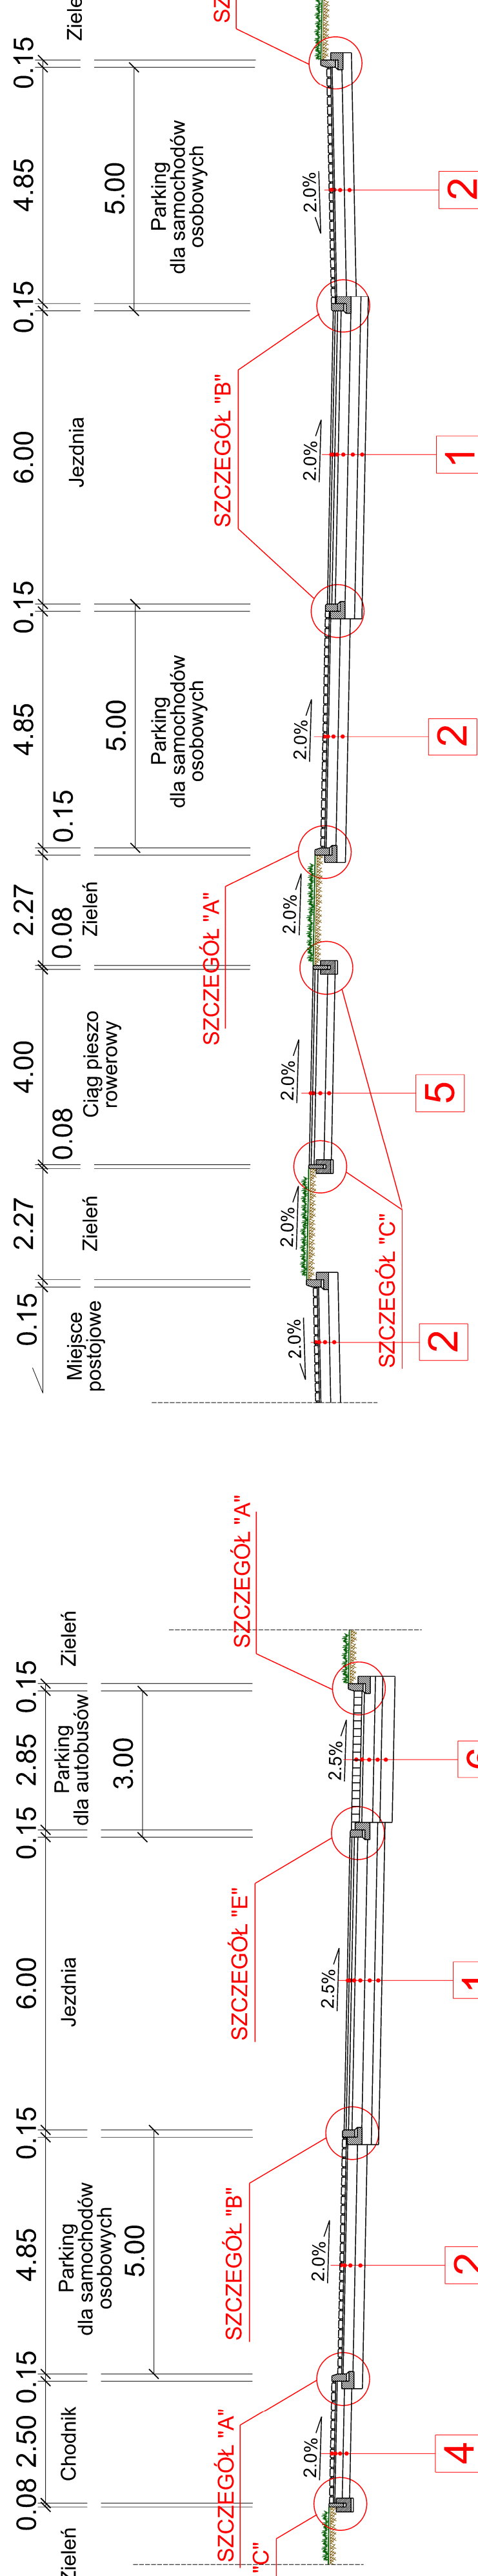 0.08 2.50 0.15 4.85 0.15 6.00 0.15 2.85 0.15
Zieleń
Chodnik
Parking
dla samochodów
osobowych
5.00
Jezdnia
Parking
dla autobusów
3.00
Zieleń
"C"
SZCZEGÓŁ "A"
SZCZEGÓŁ "B"
SZCZEGÓŁ "E"
SZCZEGÓŁ "A"
2.0%
2.0%
2.5%
2.5%
4
2
1
0.15 2.27 4.00 2.27 4.85 0.15 6.00 0.15 4.85 0.15
0.08 0.08 0.15
Miejsce
postojowe
Zieleń
Ciąg pieszo
rowerowy
Zieleń
5.00
Parking
dla samochodów
osobowych
Jezdnia
5.00
Parking
dla samochodów
osobowych
Zieleń
SZCZEGÓŁ "A"
SZCZEGÓŁ "B"
2.0%
2.0%
2.0%
2.0%
2.0%
2.0%
2.0%
SZCZEGÓŁ "C"
2
5
2
1
2